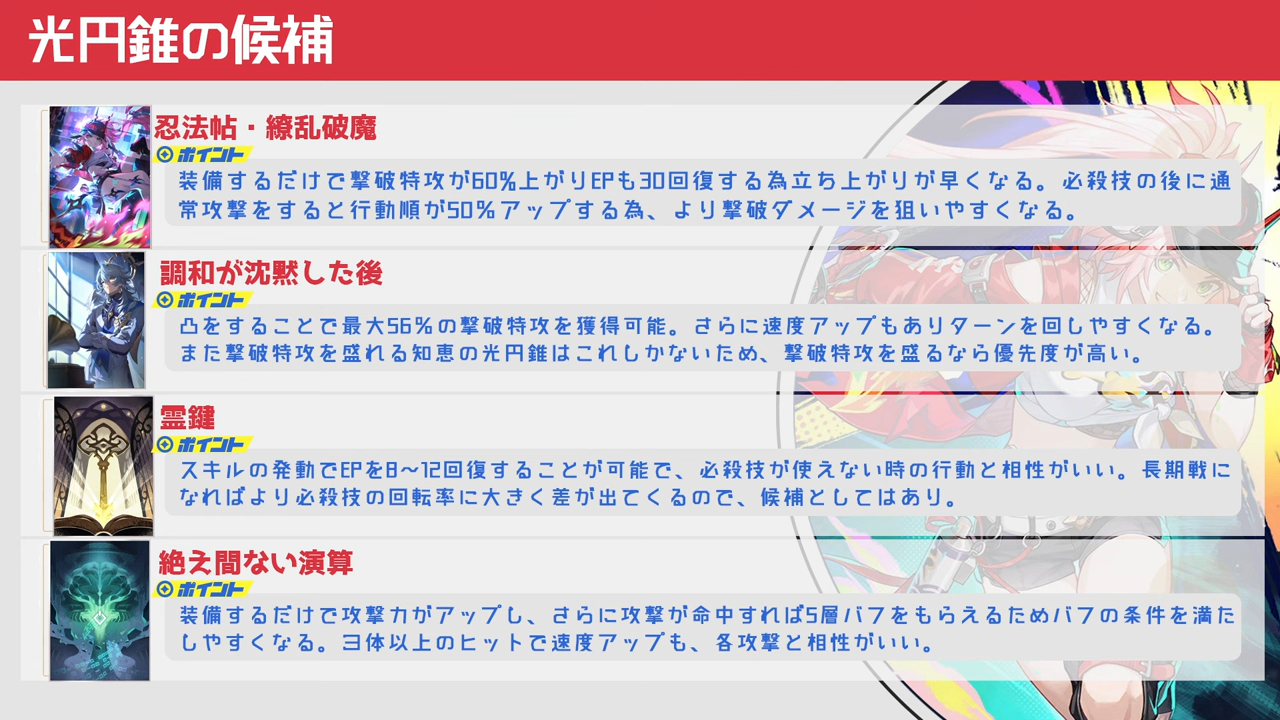 光円錐の候補
忍法帖・繚乱破魔
ポイント
装備するだけで撃破特攻が60%上がりEPも30回復する為立ち上がりが早くなる。必殺技の後に通
常攻撃をすると行動順が50%アップする為、より撃破ダメージを狙いやすくなる。
調和が沈黙した後
ポイント
凸をすることで最大56%の撃破特攻を獲得可能。さらに速度アップもありターンを回しやすくなる。
また撃破特攻を盛れる知恵の光円錐はこれしかないため、撃破特攻を盛るなら優先度が高い。
霊鍵
ポイント
スキルの発動でEPを8～12回復することが可能で、必殺技が使えない時の行動と相性がいい。長期戦に
なればより必殺技の回転率に大きく差が出てくるので、候補としてはあり。
絶え間ない演算
ポイント
装備するだけで攻撃力がアップし、さらに攻撃が命中すれば5層バフをもらえるためバフの条件を満た
しやすくなる。3体以上のヒットで速度アップも、各攻撃と相性がいい。